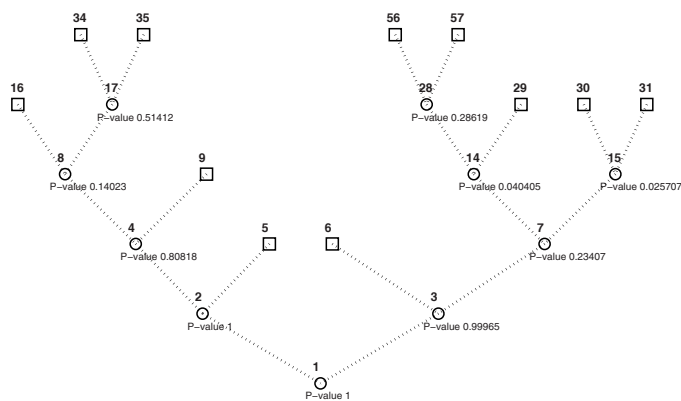 34 35 56 57
16 17 28 29 30 31
P−value 0.51412 P−value 0.28619
8 9 14 15
P−value 0.14023 P−value 0.040405 P−value 0.025707
4 5 6 7
P−value 0.80818 P−value 0.23407
2 3
P−value 1 P−value 0.99965
1
P−value 1